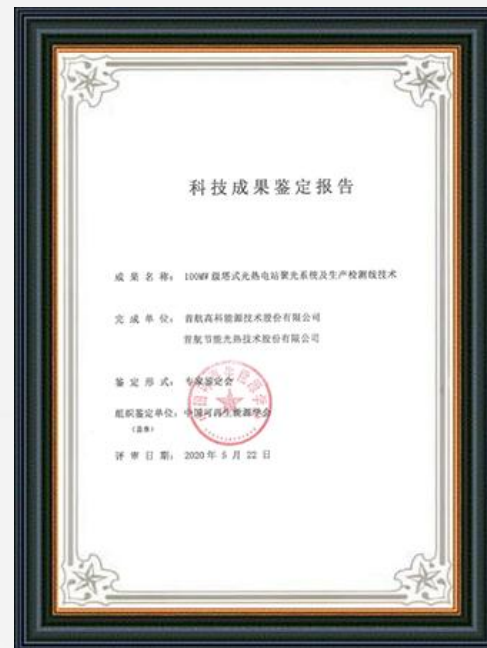 科技成果鉴定报告
成果名称：100MW级塔式光热电站聚光系统及生产检测线技术
完成单位：首航高科能源技术股份有限公司
首航节能光热技术股份有限公司
鉴定形式：专家鉴定会
组织鉴定单位：中国可再生能源学会
（盖章）
评审日期：2020年5月22日